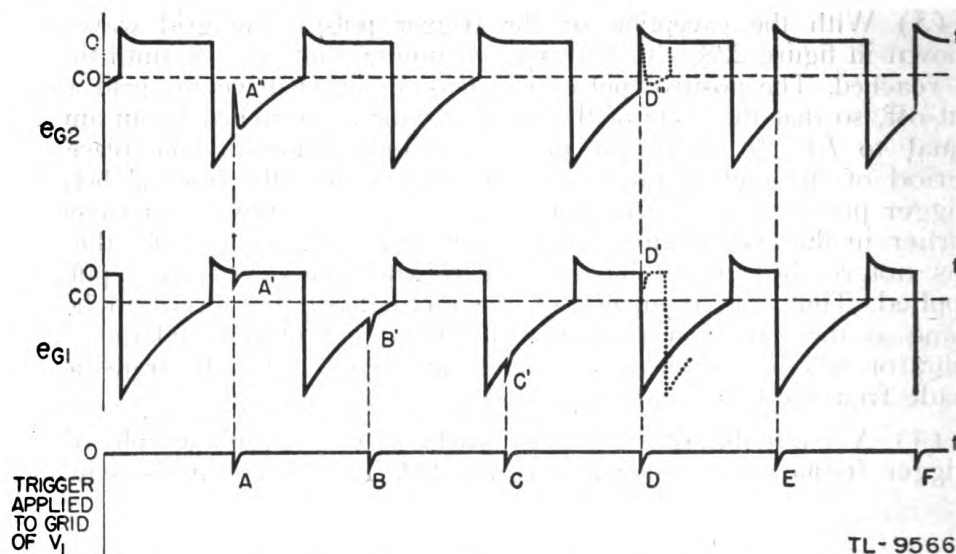 O
t
CO
A"
D"
eG2
O
t
CO
A'
D'
B'
eG1
C'
O
t
A
B
C
D
E
F
TRIGGER
APPLIED
TO GRID
OF V1
TL-9566